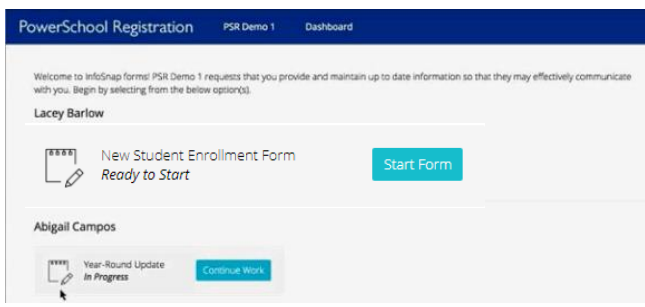 PowerSchool Registration PSR Demo 1 Dashboard
Welcome to InfoSnap forms! PSR Demo 1 requests that you provide and maintain up to date information so that they may effectively communicate
with you. Begin by selecting from the below option(s).
Lacey Barlow
New Student Enrollment Form
Ready to Start
Start Form
Abigail Campos
Year-Round Update
In Progress
Continue Work